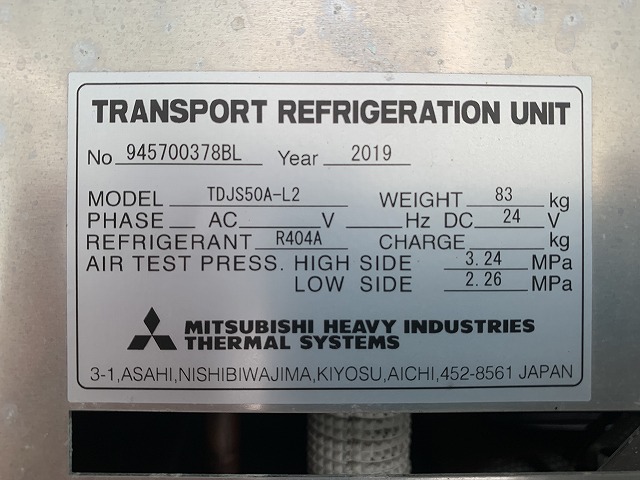 TRANSPORT REFRIGERATION UNIT
No 945700378BL Year 2019
MODEL TDJS50A-L2 WEIGHT 83 kg
PHASE AC V Hz DC 24 V
REFRIGERANT R404A CHARGE kg
AIR TEST PRESS. HIGH SIDE 3.24 MPa
LOW SIDE 2.26 MPa
MITSUBISHI HEAVY INDUSTRIES
THERMAL SYSTEMS
3-1,ASAHI,NISHIBIWAJIMA,KIYOSU,AICHI,452-8561 JAPAN